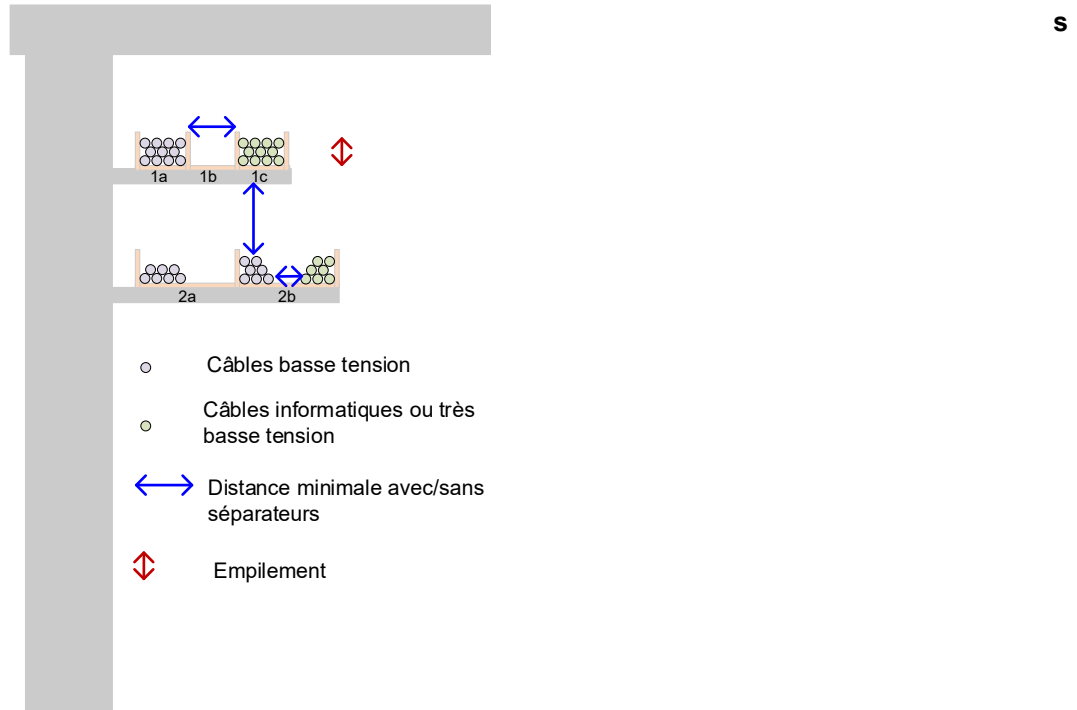 s
1a 1b 1c
2a 2b
Câbles basse tension
Câbles informatiques ou très
basse tension
Distance minimale avec/sans
séparateurs
Empilement